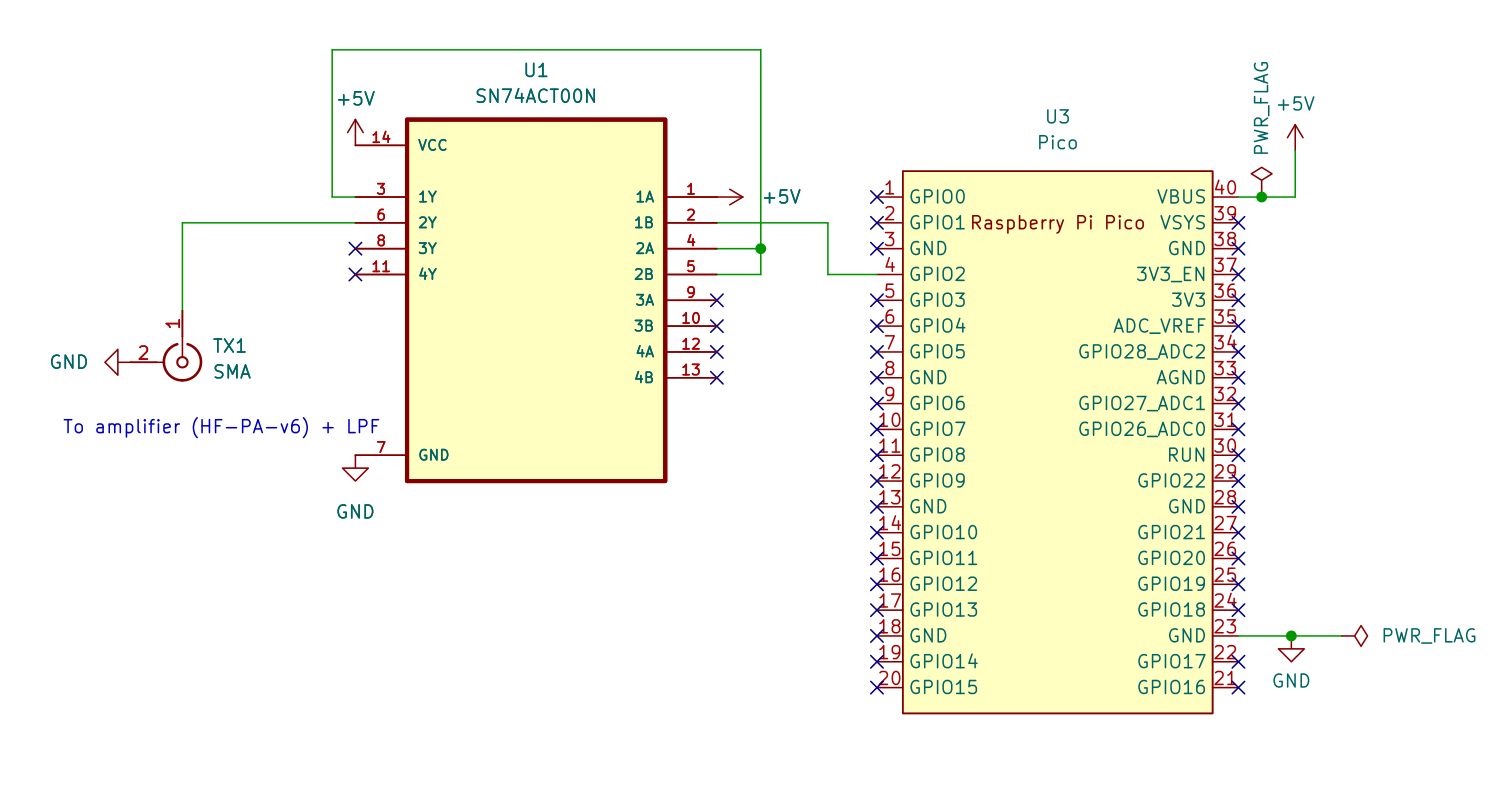 U1
SN74ACT00N
+5V
14 VCC
3 1Y
6 2Y
8 3Y
11 4Y
7 GND
GND
1A 1
+5V
1B 2
2A 4
2B 5
3A 9
3B 10
4A 12
4B 13
1
2
GND
TX1
SMA
To amplifier (HF-PA-v6) + LPF
U3
Pico
Raspberry Pi Pico
1 GPIO0
2 GPIO1
3 GND
4 GPIO2
5 GPIO3
6 GPIO4
7 GPIO5
8 GND
9 GPIO6
10 GPIO7
11 GPIO8
12 GPIO9
13 GND
14 GPIO10
15 GPIO11
16 GPIO12
17 GPIO13
18 GND
19 GPIO14
20 GPIO15
VBUS 40
VSYS 39
GND 38
3V3_EN 37
3V3 36
ADC_VREF 35
GPIO28_ADC2 34
AGND 33
GPIO27_ADC1 32
GPIO26_ADC0 31
RUN 30
GPIO22 29
GND 28
GPIO21 27
GPIO20 26
GPIO19 25
GPIO18 24
GND 23
GPIO17 22
GPIO16 21
PWR_FLAG
+5V
PWR_FLAG
GND